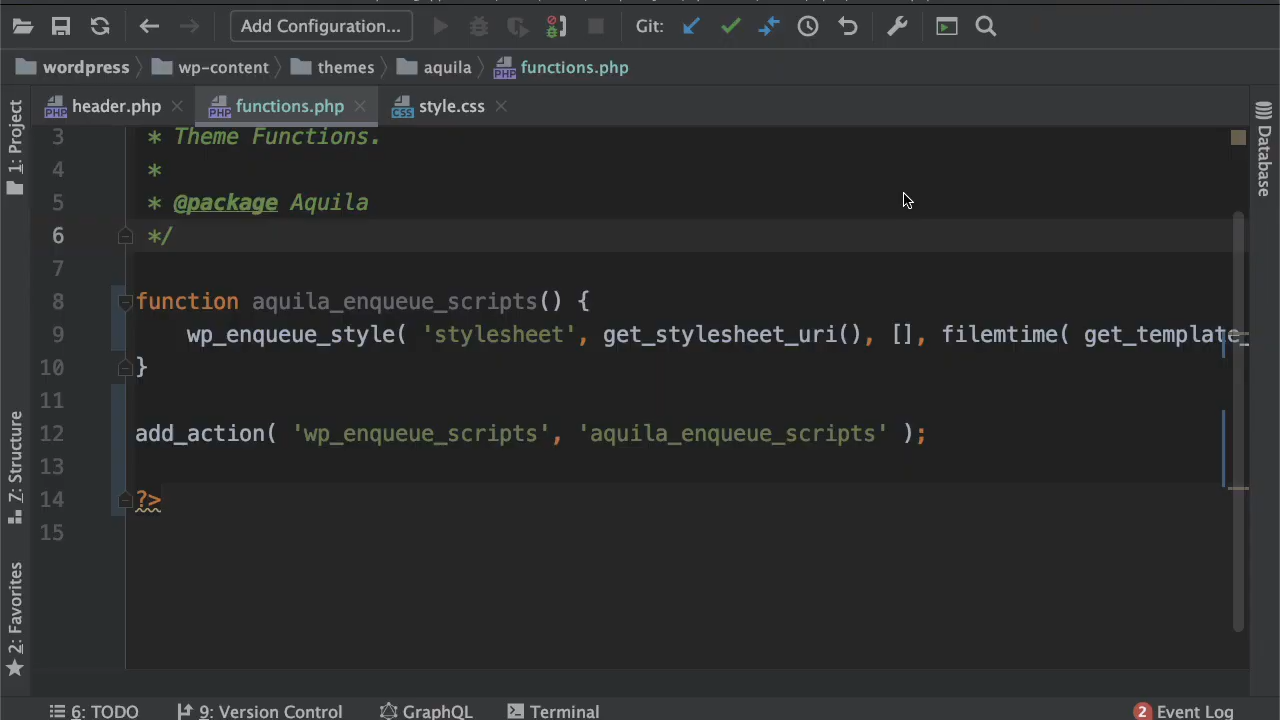 Add Configuration...
Git:
wordpress
wp-content
themes
aquila
functions.php
header.php
functions.php
style.css
1: Project
Database
3 * Theme Functions.
4 *
5 * @package Aquila
6 */
7
8 function aquila_enqueue_scripts() {
9 wp_enqueue_style( 'stylesheet', get_stylesheet_uri(), [], filemtime( get_template_
10 }
11
12 add_action( 'wp_enqueue_scripts', 'aquila_enqueue_scripts' );
13
14 ?>
15
Z: Structure
2: Favorites
6: TODO
9: Version Control
GraphQL
Terminal
2 Event Log